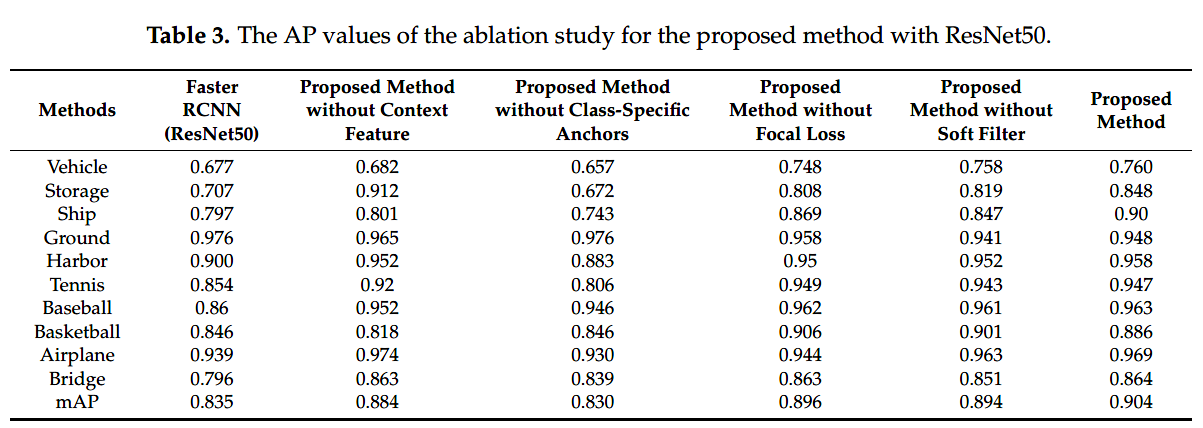 Table 3. The AP values of the ablation study for the proposed method with ResNet50.
Methods Faster RCNN (ResNet50) Proposed Method without Context Feature Proposed Method without Class-Specific Anchors Proposed Method without Focal Loss Proposed Method without Soft Filter Proposed Method
Vehicle 0.677 0.682 0.657 0.748 0.758 0.760
Storage 0.707 0.912 0.672 0.808 0.819 0.848
Ship 0.797 0.801 0.743 0.869 0.847 0.90
Ground 0.976 0.965 0.976 0.958 0.941 0.948
Harbor 0.900 0.952 0.883 0.95 0.952 0.958
Tennis 0.854 0.92 0.806 0.949 0.943 0.947
Baseball 0.86 0.952 0.946 0.962 0.961 0.963
Basketball 0.846 0.818 0.846 0.906 0.901 0.886
Airplane 0.939 0.974 0.930 0.944 0.963 0.969
Bridge 0.796 0.863 0.839 0.863 0.851 0.864
mAP 0.835 0.884 0.830 0.896 0.894 0.904